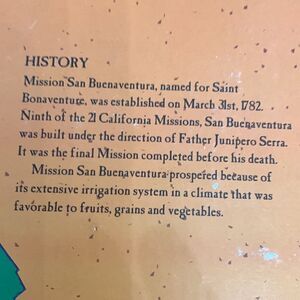 HISTORY
Mission San Buenaventura, named for Saint
Bonaventure, was established on March 31st, 1782.
Ninth of the 21 California Missions, San Buenaventura
was built under the direction of Father Junipero Serra.
It was the final Mission completed before his death.
Mission San Buenaventura prospered because of
its extensive irrigation system in a climate that was
favorable to fruits, grains and vegetables.